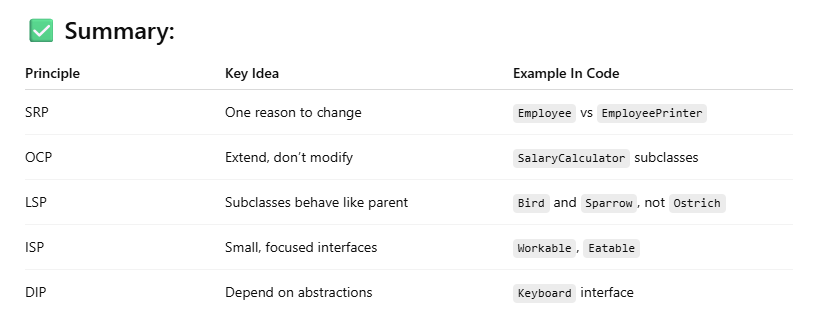 ✅ Summary:
Principle Key Idea Example In Code
SRP One reason to change Employee vs EmployeePrinter
OCP Extend, don't modify SalaryCalculator subclasses
LSP Subclasses behave like parent Bird and Sparrow, not Ostrich
ISP Small, focused interfaces Workable, Eatable
DIP Depend on abstractions Keyboard interface